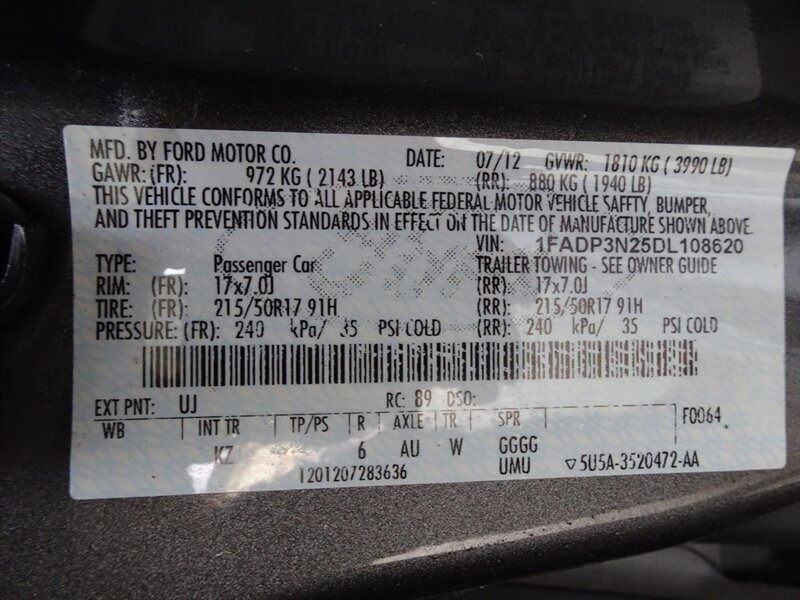 MFD. BY FORD MOTOR CO. DATE: 07/12 GVWR: 1810 KG ( 3990 LB)
GAWR: (FR): 972 KG ( 2143 LB) (RR): 880 KG ( 1940 LB)
THIS VEHICLE CONFORMS TO ALL APPLICABLE FEDERAL MOTOR VEHICLE SAFETY, BUMPER,
AND THEFT PREVENTION STANDARDS IN EFFECT ON THE DATE OF MANUFACTURE SHOWN ABOVE.
VIN: 1FADP3N25DL108620
TYPE: Passenger Car TRAILER TOWING - SEE OWNER GUIDE
RIM: (FR): 17x7.0J (RR): 17x7.0J
TIRE: (FR): 215/50R17 91H (RR): 215/50R17 91H
PRESSURE: (FR): 240 kPa/ 35 PSI COLD (RR): 240 kPa/ 35 PSI COLD
EXT PNT: UJ RC: 89 DSO: F0064
WB INT TR TP/PS R AXLE TR SPR
KZ 6 AU W GGGG
1201207283636 UMU ▽5U5A-3520472-AA